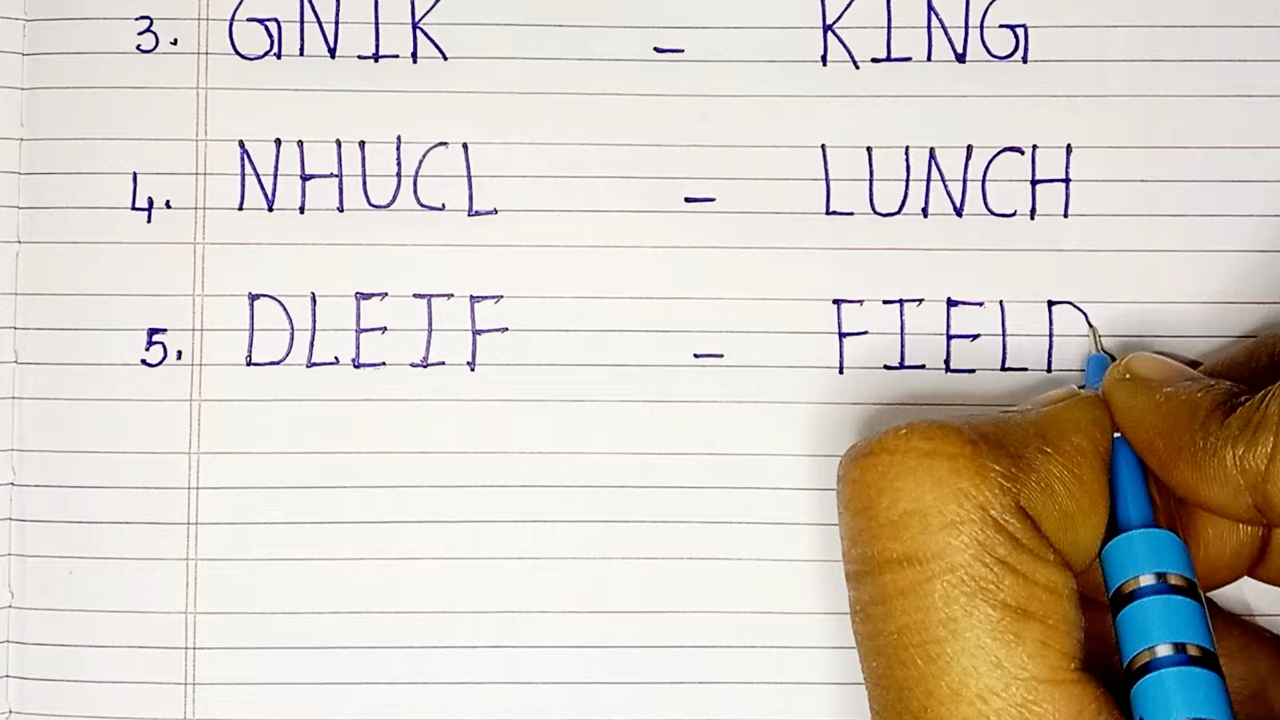 3. GNIK - KING
4. NHUCL - LUNCH
5. DLEIF - FIELD